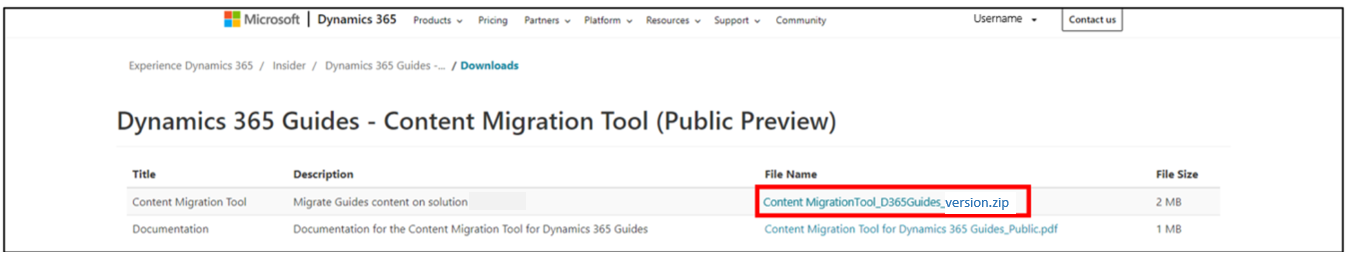 Microsoft | Dynamics 365 Products Pricing Partners Platform Resources Support Community Username Contact us
Experience Dynamics 365 / Insider / Dynamics 365 Guides -... / Downloads
Dynamics 365 Guides - Content Migration Tool (Public Preview)
Title Description File Name File Size
Content Migration Tool Migrate Guides content on solution Content MigrationTool_D365Guides_version.zip 2 MB
Documentation Documentation for the Content Migration Tool for Dynamics 365 Guides Content Migration Tool for Dynamics 365 Guides_Public.pdf 1 MB